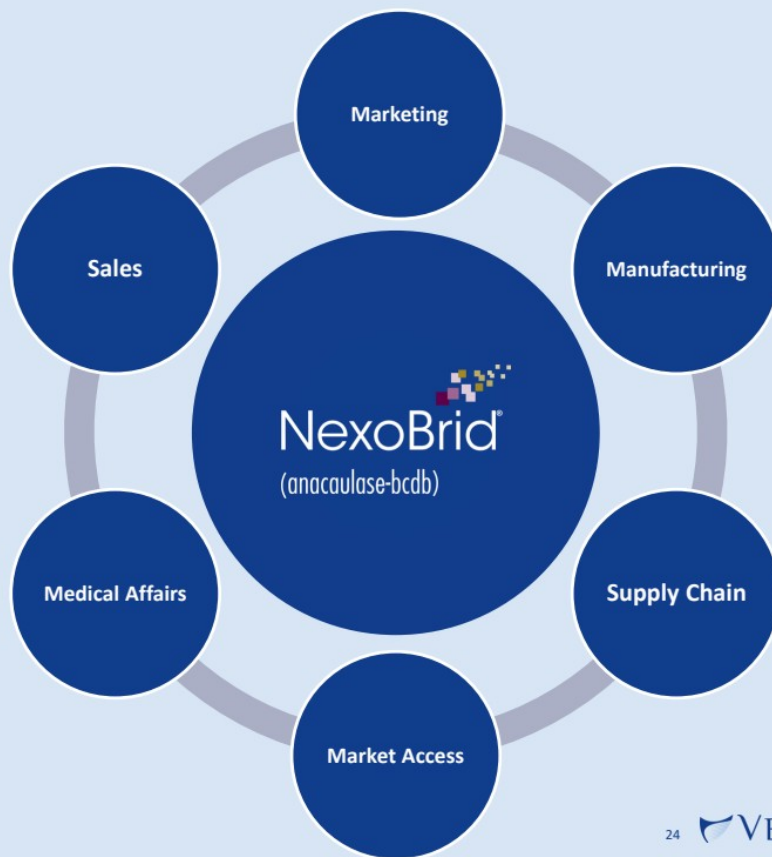 Marketing
Sales
Manufacturing
NexoBrid®
(anacaulase-bcdb)
Medical Affairs
Supply Chain
Market Access
24